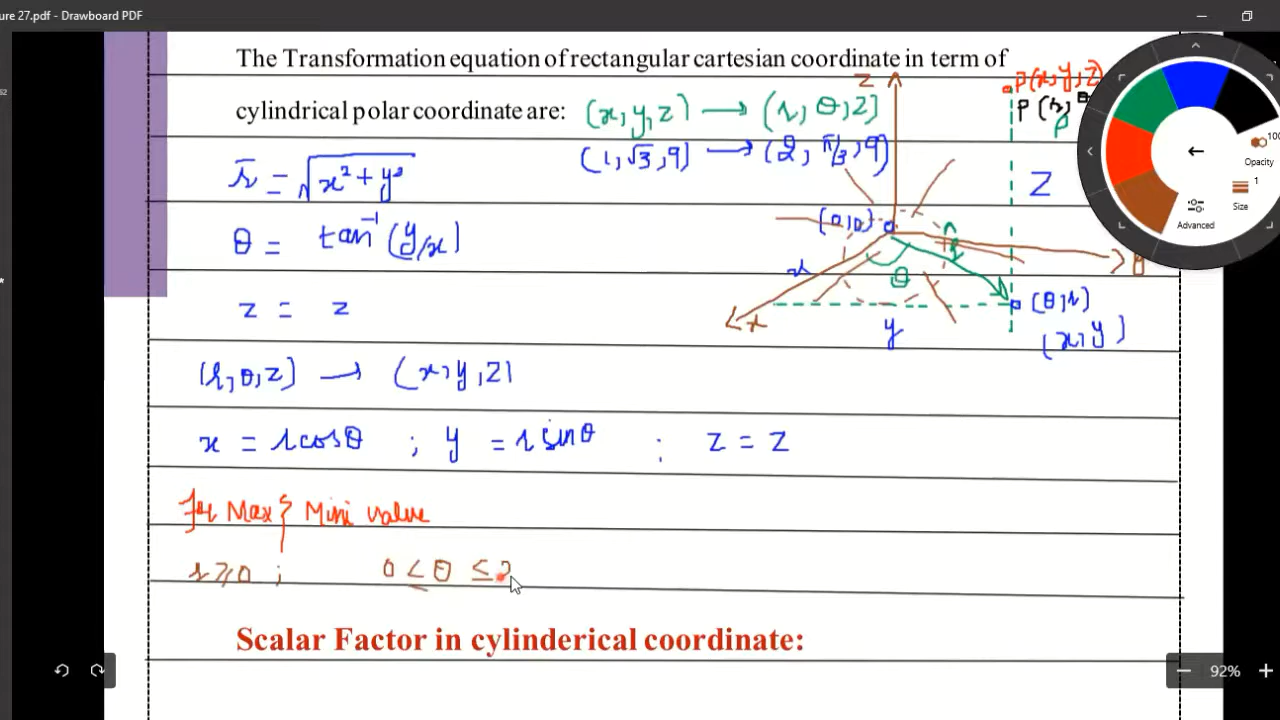 ure 27.pdf - Drawboard PDF
The Transformation equation of rectangular cartesian coordinate in term of
cylindrical polar coordinate are: (x, y, z) → (r, θ, z)
(1, √3, 9) → (2, π/3, 9)
r = √x² + y²
θ = tan⁻¹ (y/x)
z = z
(r, θ, z) → (x, y, z)
x = r cosθ ; y = r sinθ ; z = z
for Max & Mini value
r ≥ 0 ; 0 ≤ θ ≤ 2
Scalar Factor in cylinderical coordinate:
z
P(x, y, z)
P(r, θ
z
(0,0)
r
θ
x
x
y
(θ, r)
(x, y)
100
Opacity
1
Size
Advanced
92%